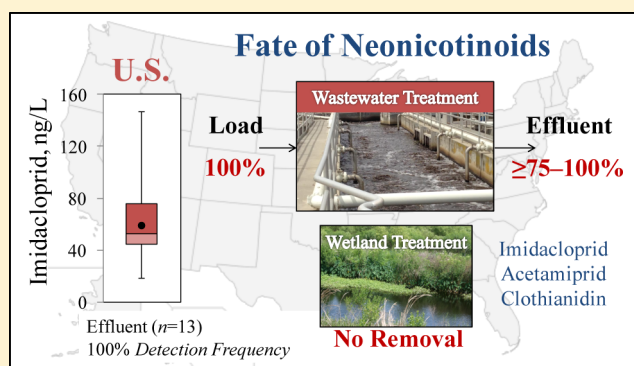 Fate of Neonicotinoids
U.S.
160
120
80
40
0
Imidacloprid, ng/L
Effluent (n=13)
100% Detection Frequency
Load
100%
Wastewater Treatment
Effluent
≥75–100%
Wetland Treatment
No Removal
Imidacloprid
Acetamiprid
Clothianidin